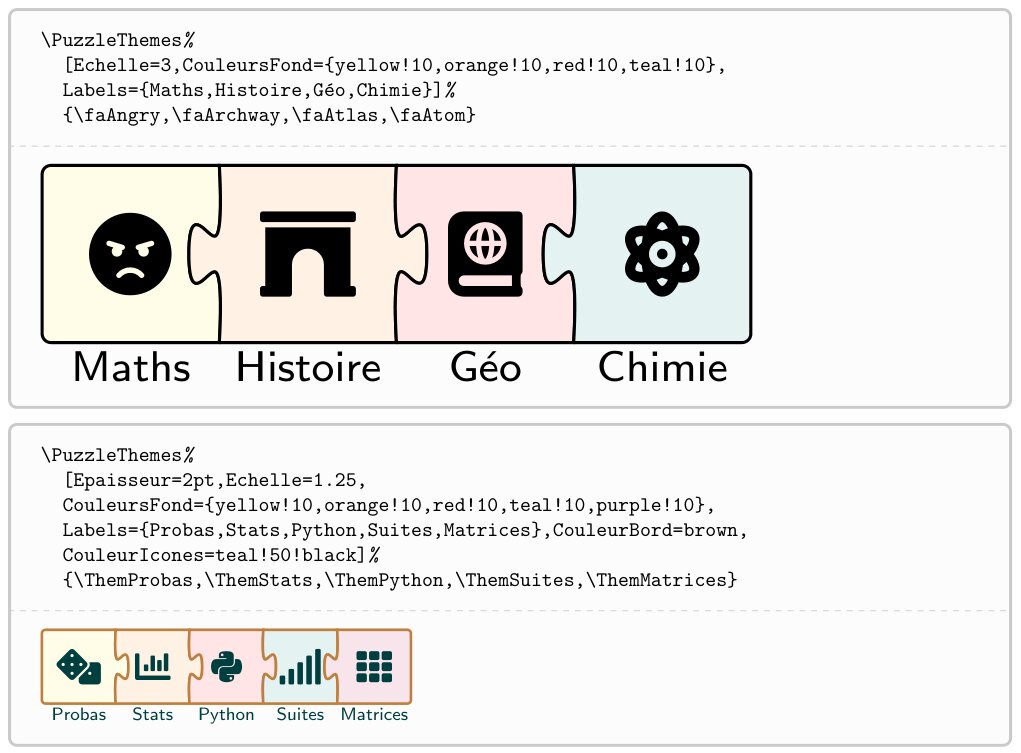 \PuzzleThemes%
[Echelle=3,CouleursFond={yellow!10,orange!10,red!10,teal!10},
Labels={Maths,Histoire,Géo,Chimie}]%
{\faAngry,\faArchway,\faAtlas,\faAtom}
Maths Histoire Géo Chimie
\PuzzleThemes%
[Epaisseur=2pt,Echelle=1.25,
CouleursFond={yellow!10,orange!10,red!10,teal!10,purple!10},
Labels={Probas,Stats,Python,Suites,Matrices},CouleurBord=brown,
CouleurIcones=teal!50!black]%
{\ThemProbas,\ThemStats,\ThemPython,\ThemSuites,\ThemMatrices}
Probas Stats Python Suites Matrices